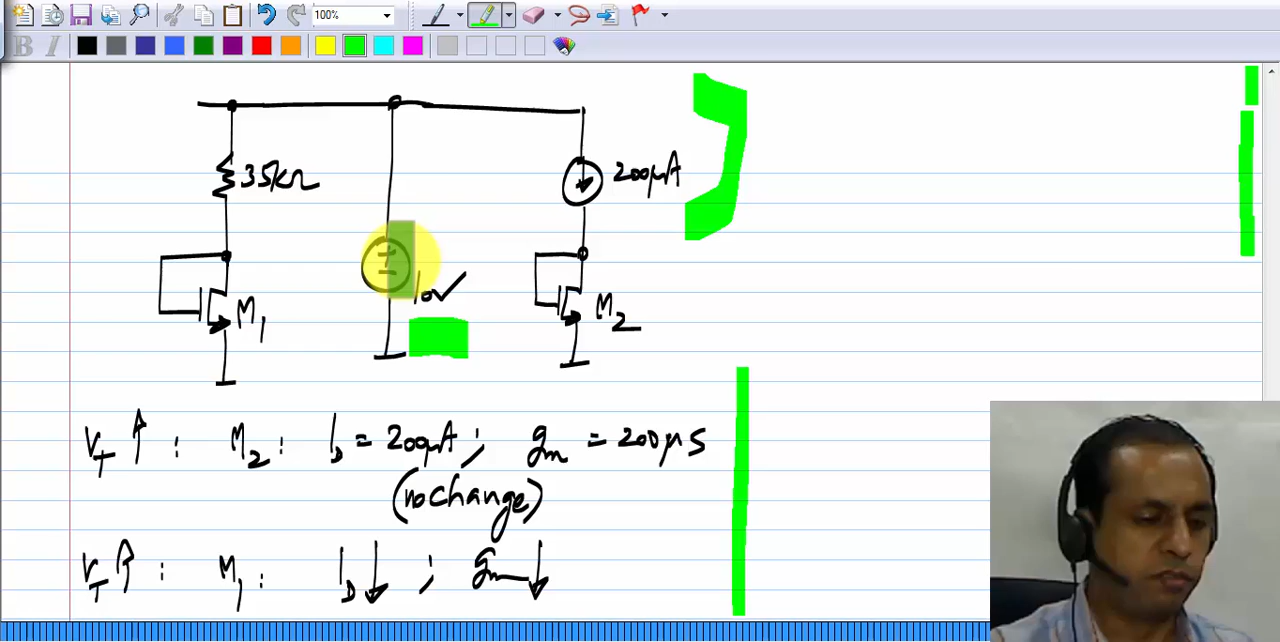 100%
B I
35kΩ
200μA
10V
M1
M2
VT ↑ : M2 : ID = 200μA ; gm = 200μS
(no change)
VT ↑ : M1 : ID ↓ ; gm ↓